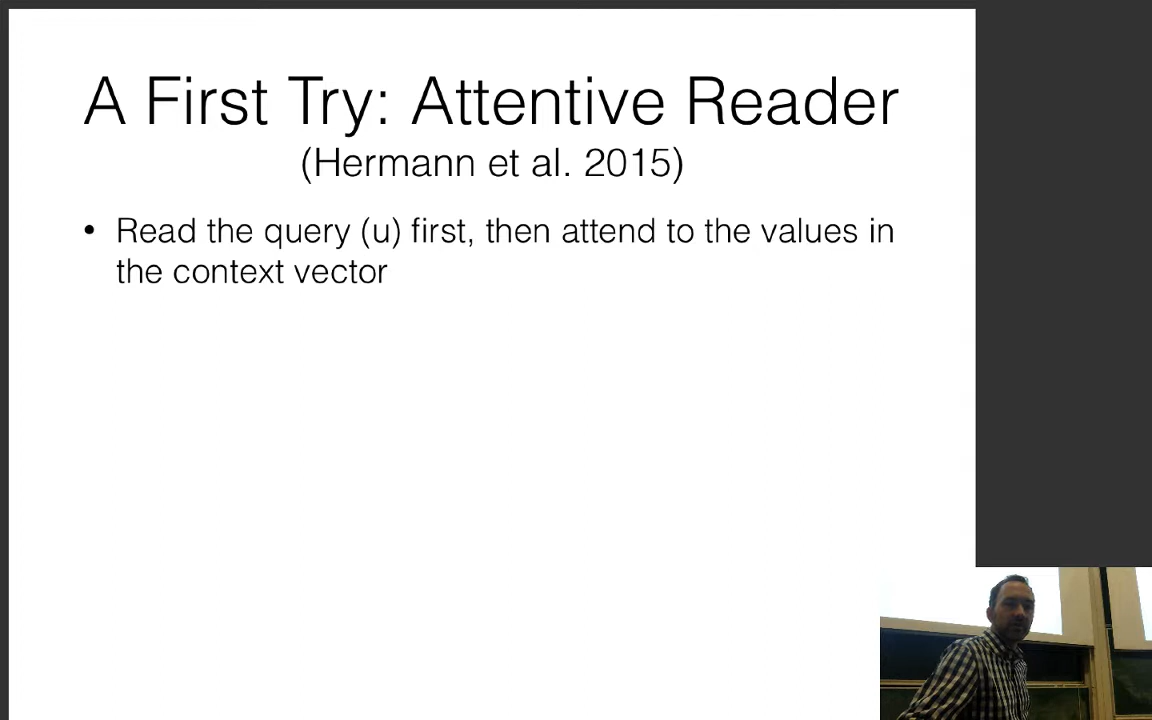 A First Try: Attentive Reader
(Hermann et al. 2015)
• Read the query (u) first, then attend to the values in
the context vector